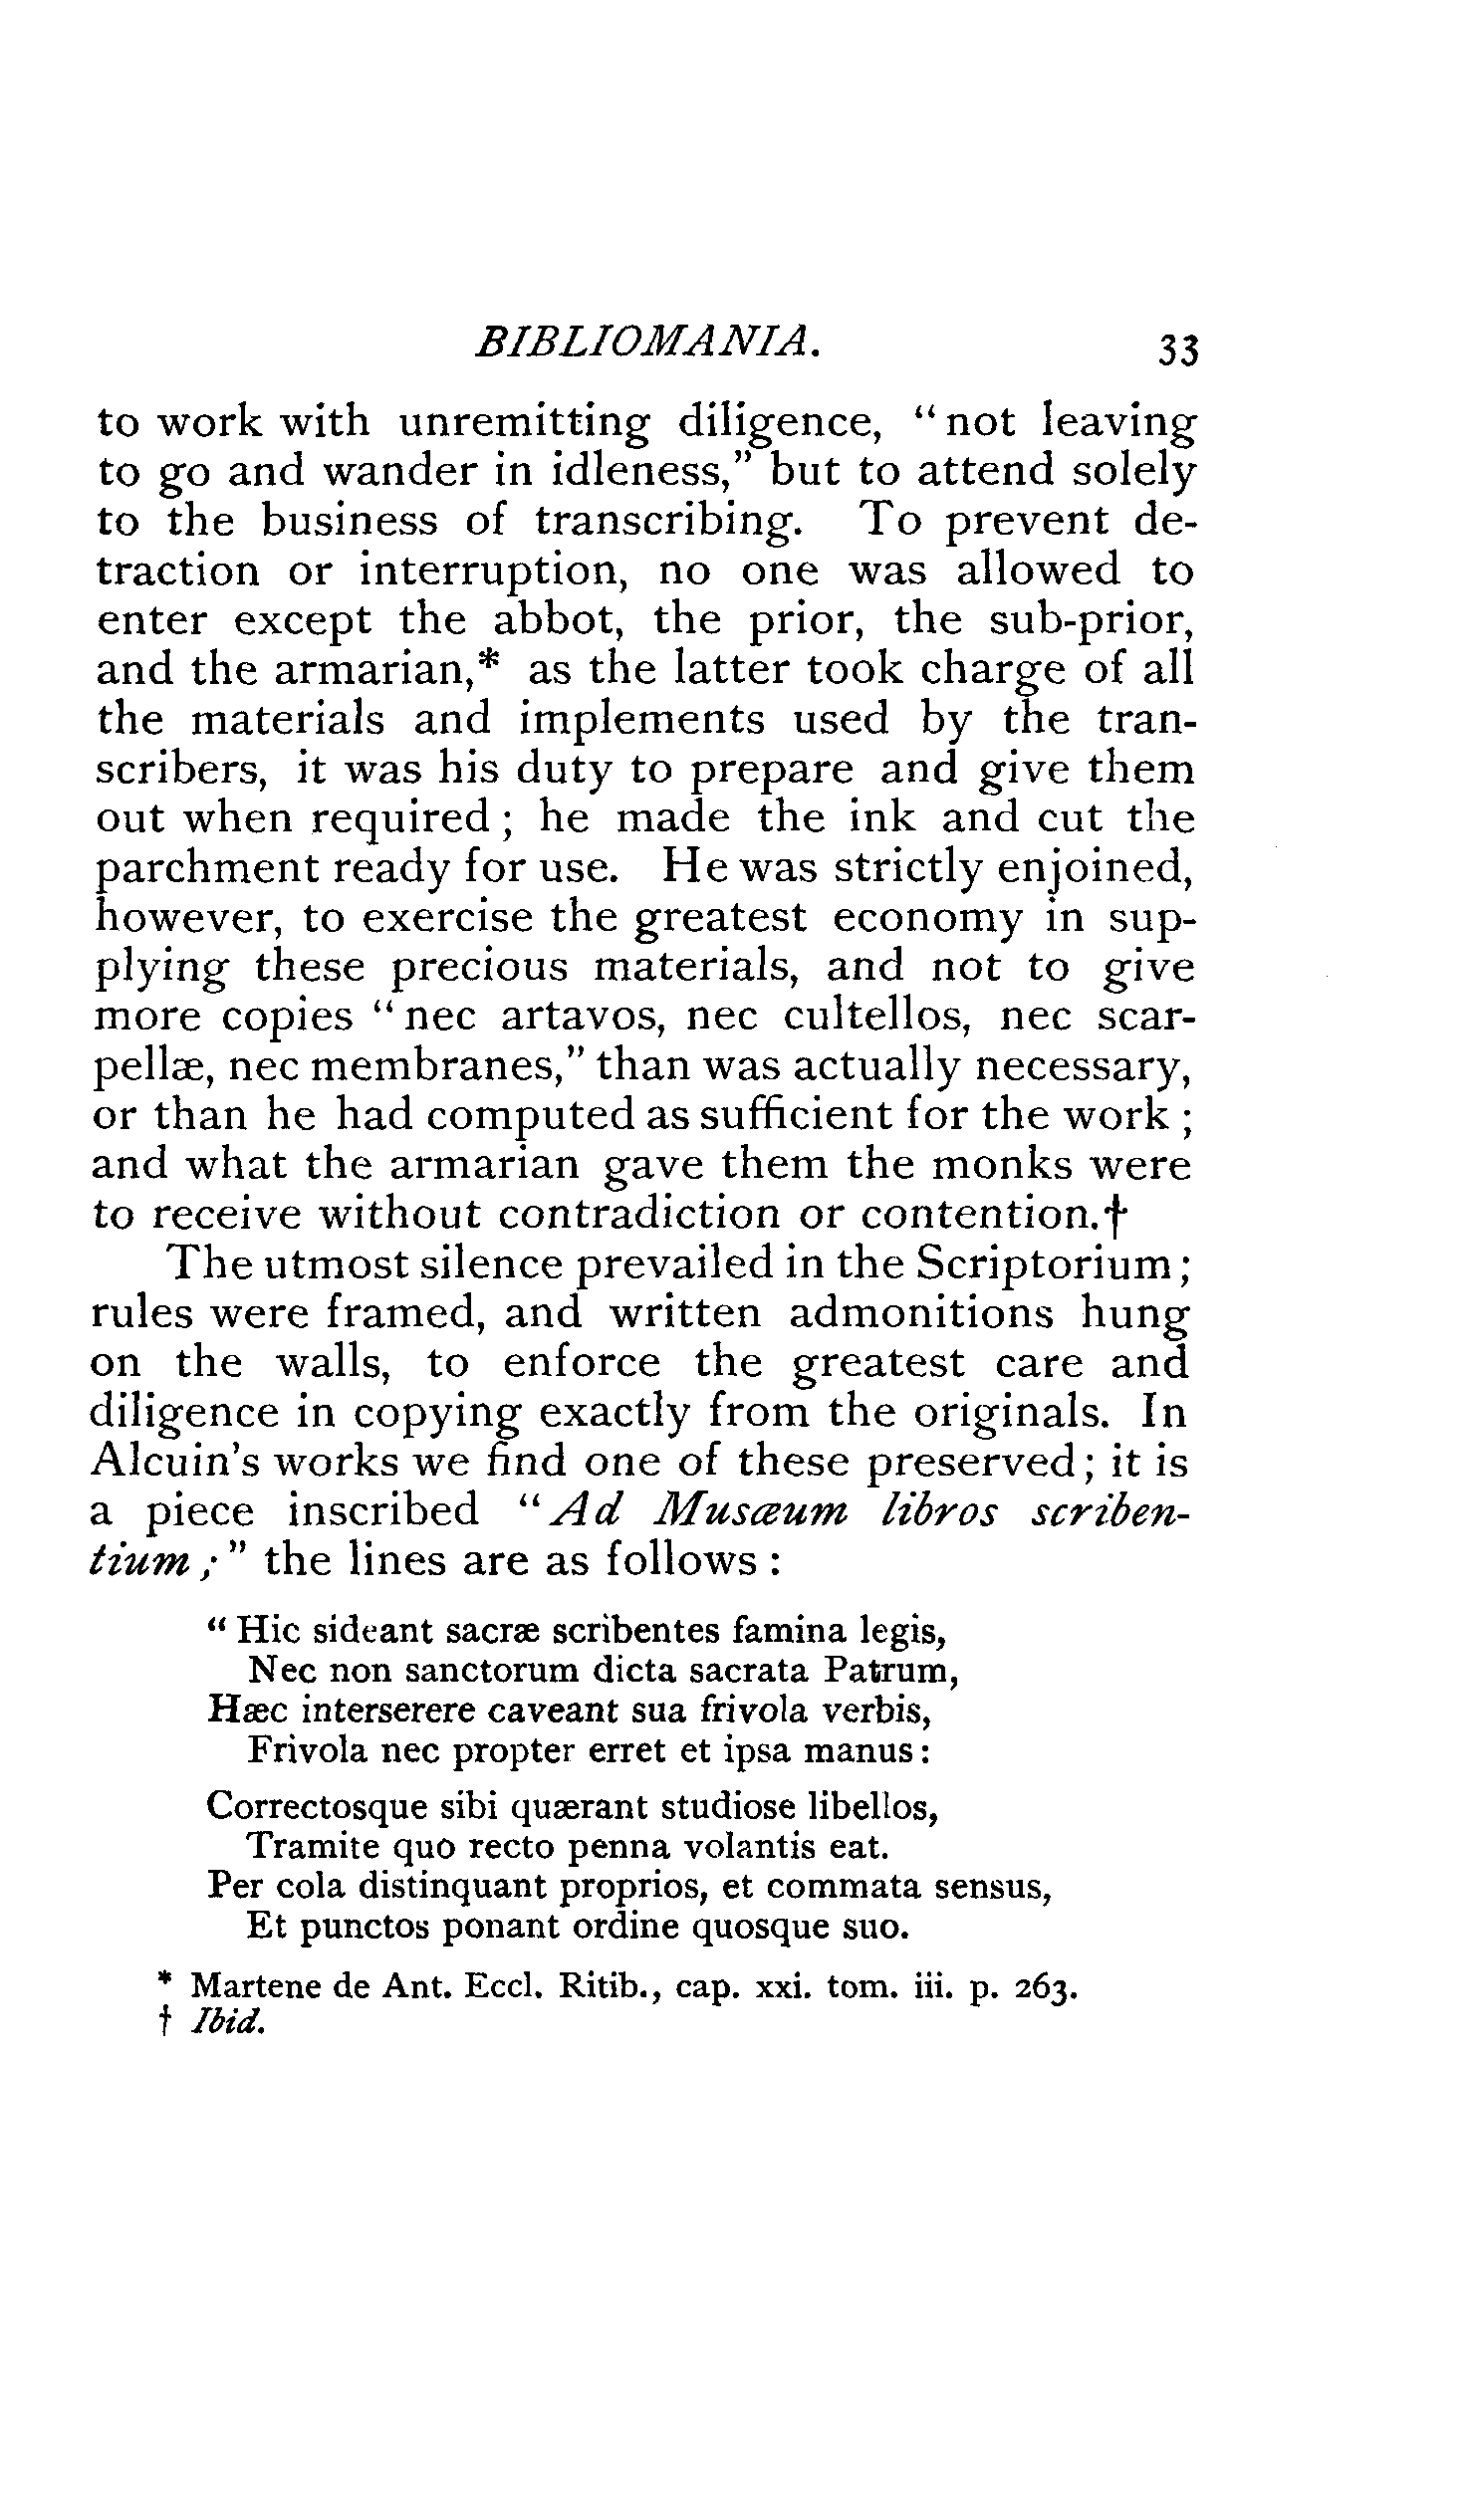 BIBLIOMANIA. 33
to work with unremitting diligence, “not leaving
to go and wander in idleness,” but to attend solely
to the business of transcribing. To prevent de-
traction or interruption, no one was allowed to
enter except the abbot, the prior, the sub-prior,
and the armarian,* as the latter took charge of all
the materials and implements used by the tran-
scribers, it was his duty to prepare and give them
out when required; he made the ink and cut the
parchment ready for use. He was strictly enjoined,
however, to exercise the greatest economy in sup-
plying these precious materials, and not to give
more copies “nec artavos, nec cultellos, nec scar-
pellæ, nec membranes,” than was actually necessary,
or than he had computed as sufficient for the work;
and what the armarian gave them the monks were
to receive without contradiction or contention.†
The utmost silence prevailed in the Scriptorium;
rules were framed, and written admonitions hung
on the walls, to enforce the greatest care and
diligence in copying exactly from the originals. In
Alcuin’s works we find one of these preserved; it is
a piece inscribed “Ad Musæum libros scriben-
tium;” the lines are as follows:
“Hic sideant sacræ scribentes famina legis,
Nec non sanctorum dicta sacrata Patrum,
Hæc interserere caveant sua frivola verbis,
Frivola nec propter erret et ipsa manus:
Correctosque sibi quærant studiose libellos,
Tramite quo recto penna volantis eat.
Per cola distinquant proprios, et commata sensus,
Et punctos ponant ordine quosque suo.
* Martene de Ant. Eccl. Ritib., cap. xxi. tom. iii. p. 263.
† Ibid.